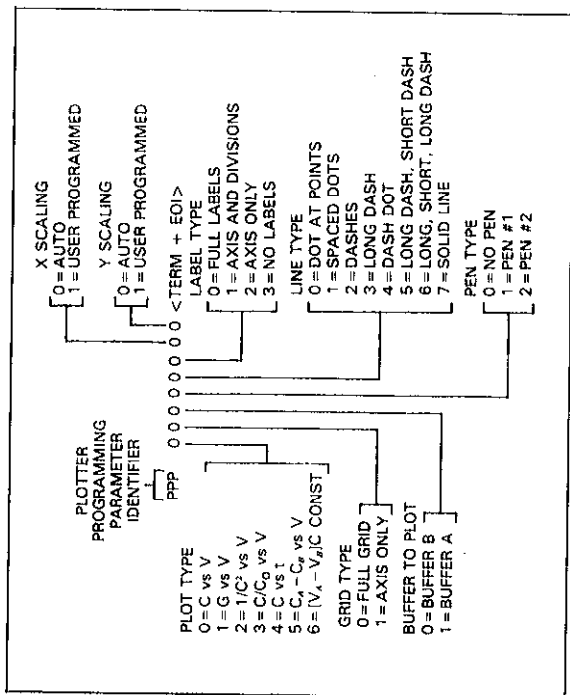 PLOTTER
PROGRAMMING
PARAMETER
IDENTIFIER
PPP 0 0 0 0 0 0 0 0 <TERM + EOI>
X SCALING
0 = AUTO
1 = USER PROGRAMMED
Y SCALING
0 = AUTO
1 = USER PROGRAMMED
LABEL TYPE
0 = FULL LABELS
1 = AXIS AND DIVISIONS
2 = AXIS ONLY
3 = NO LABELS
LINE TYPE
0 = DOT AT POINTS
1 = SPACED DOTS
2 = DASHES
3 = LONG DASH
4 = DASH DOT
5 = LONG DASH, SHORT DASH
6 = LONG, SHORT, LONG DASH
7 = SOLID LINE
PEN TYPE
0 = NO PEN
1 = PEN #1
2 = PEN #2
PLOT TYPE
0 = C vs V
1 = G vs V
2 = 1/C² vs V
3 = C/C₀ vs V
4 = C vs t
5 = C_A - C_B vs V
6 = [V_A - V_B]C CONST
GRID TYPE
0 = FULL GRID
1 = AXIS ONLY
BUFFER TO PLOT
0 = BUFFER B
1 = BUFFER A